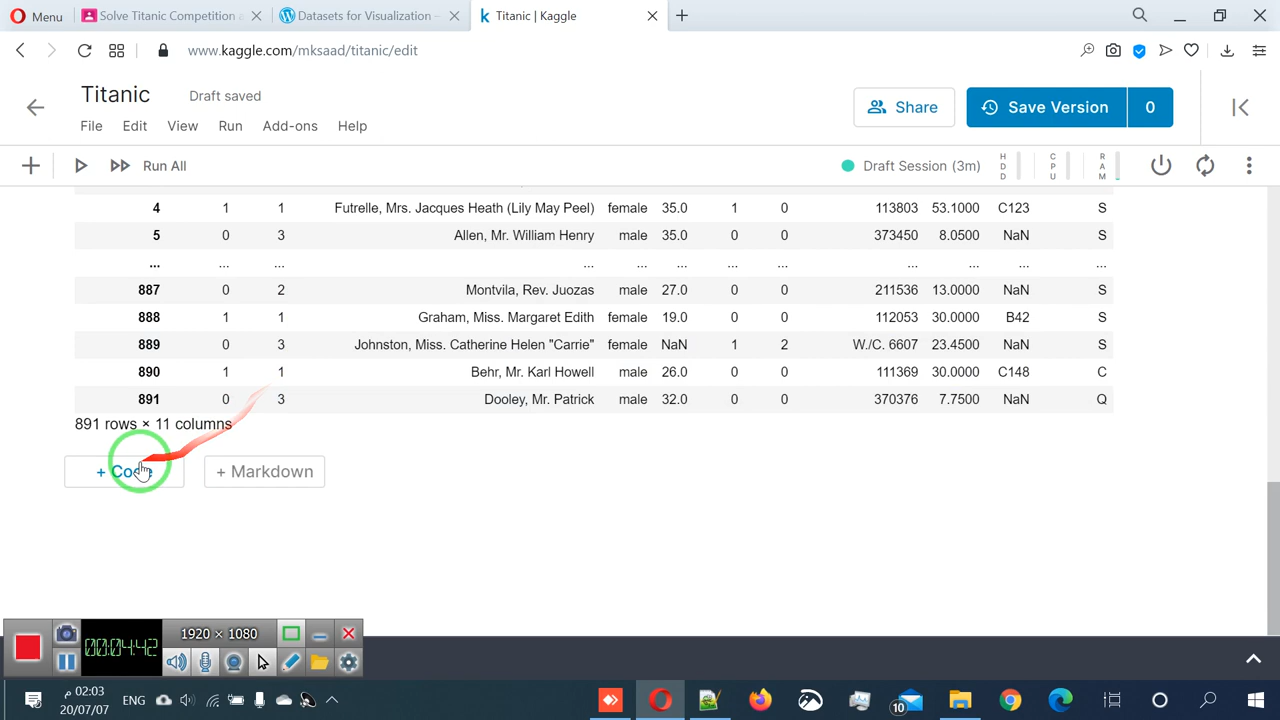 Menu
Solve Titanic Competition
Datasets for Visualization –
Titanic | Kaggle
www.kaggle.com/mksaad/titanic/edit
Titanic Draft saved
Share
Save Version 0
File Edit View Run Add-ons Help
Run All
Draft Session (3m)
HDD CPU RAM
4 1 1 Futrelle, Mrs. Jacques Heath (Lily May Peel) female 35.0 1 0 113803 53.1000 C123 S
5 0 3 Allen, Mr. William Henry male 35.0 0 0 373450 8.0500 NaN S
... ... ... ... ... ... ... ... ... ... ... ...
887 0 2 Montvila, Rev. Juozas male 27.0 0 0 211536 13.0000 NaN S
888 1 1 Graham, Miss. Margaret Edith female 19.0 0 0 112053 30.0000 B42 S
889 0 3 Johnston, Miss. Catherine Helen "Carrie" female NaN 1 2 W./C. 6607 23.4500 NaN S
890 1 1 Behr, Mr. Karl Howell male 26.0 0 0 111369 30.0000 C148 C
891 0 3 Dooley, Mr. Patrick male 32.0 0 0 370376 7.7500 NaN Q
891 rows × 11 columns
+ Code
+ Markdown
00:04:42
1920 × 1080
02:03 م
20/07/07
ENG
10